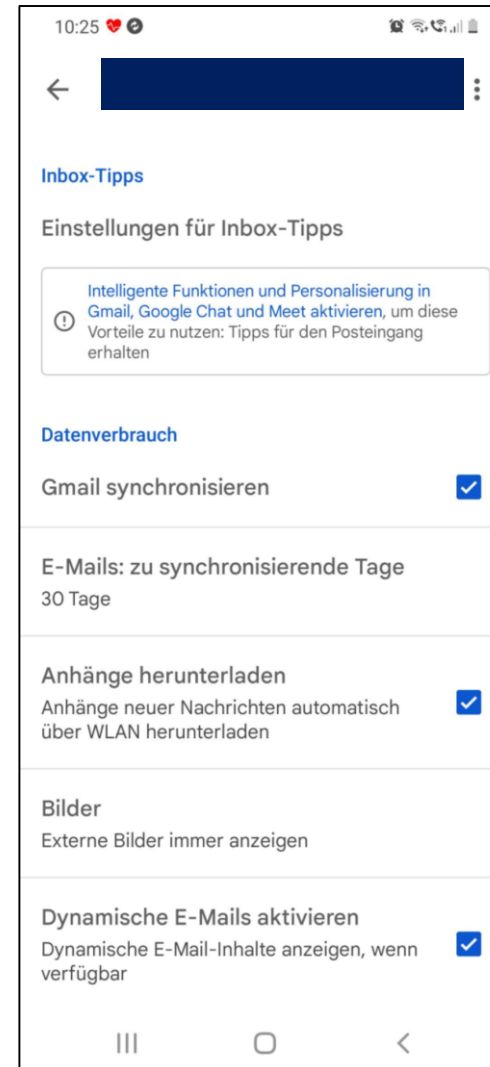 10:25
Inbox-Tipps
Einstellungen für Inbox-Tipps
Intelligente Funktionen und Personalisierung in
Gmail, Google Chat und Meet aktivieren, um diese
Vorteile zu nutzen: Tipps für den Posteingang
erhalten
Datenverbrauch
Gmail synchronisieren
E-Mails: zu synchronisierende Tage
30 Tage
Anhänge herunterladen
Anhänge neuer Nachrichten automatisch
über WLAN herunterladen
Bilder
Externe Bilder immer anzeigen
Dynamische E-Mails aktivieren
Dynamische E-Mail-Inhalte anzeigen, wenn
verfügbar